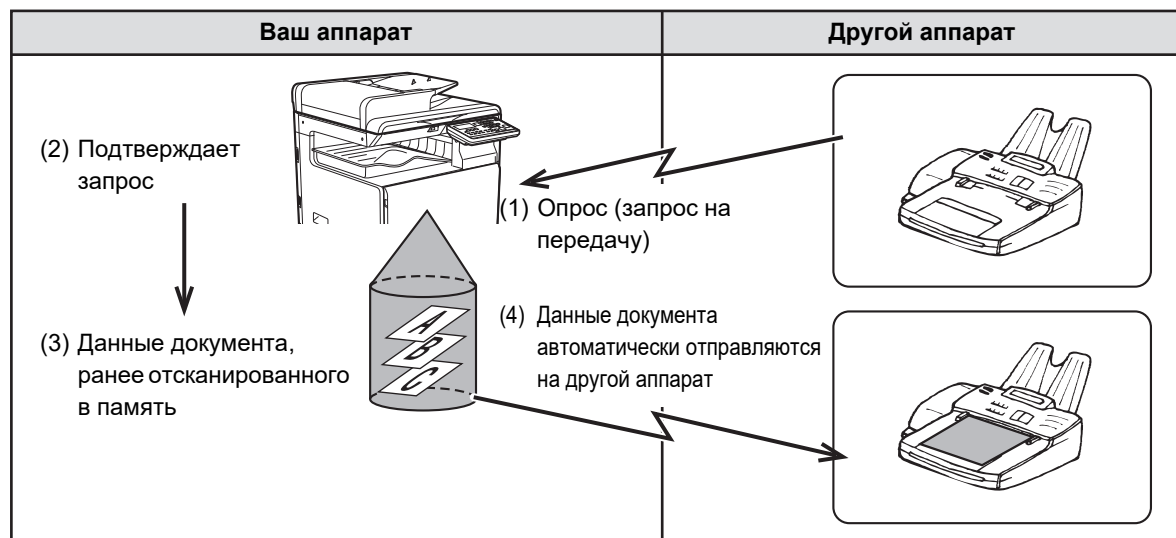 Ваш аппарат
Другой аппарат
(2) Подтверждает
запрос
(1) Опрос (запрос на
передачу)
(3) Данные документа,
ранее отсканированного
в память
A
B
C
(4) Данные документа
автоматически отправляются
на другой аппарат